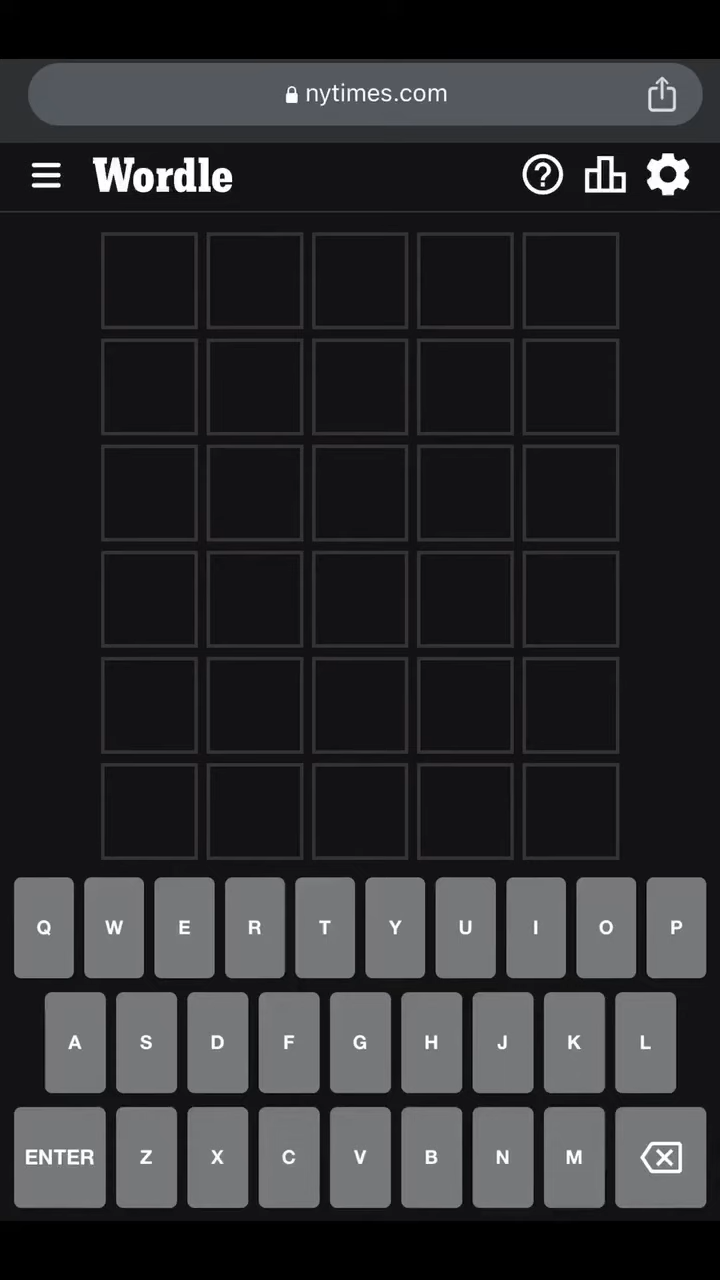 nytimes.com
Wordle
?
Q W E R T Y U I O P
A S D F G H J K L
ENTER Z X C V B N M